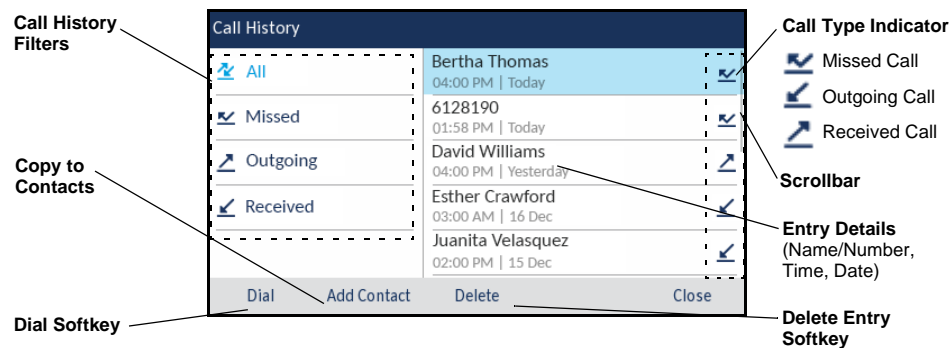 Call History
Filters
Copy to
Contacts
Dial Softkey
Call History
All
Missed
Outgoing
Received
Bertha Thomas
04:00 PM | Today
6128190
01:58 PM | Today
David Williams
04:00 PM | Yesterday
Esther Crawford
03:00 AM | 16 Dec
Juanita Velasquez
02:00 PM | 15 Dec
Dial
Add Contact
Delete
Close
Call Type Indicator
Missed Call
Outgoing Call
Received Call
Scrollbar
Entry Details
(Name/Number,
Time, Date)
Delete Entry
Softkey